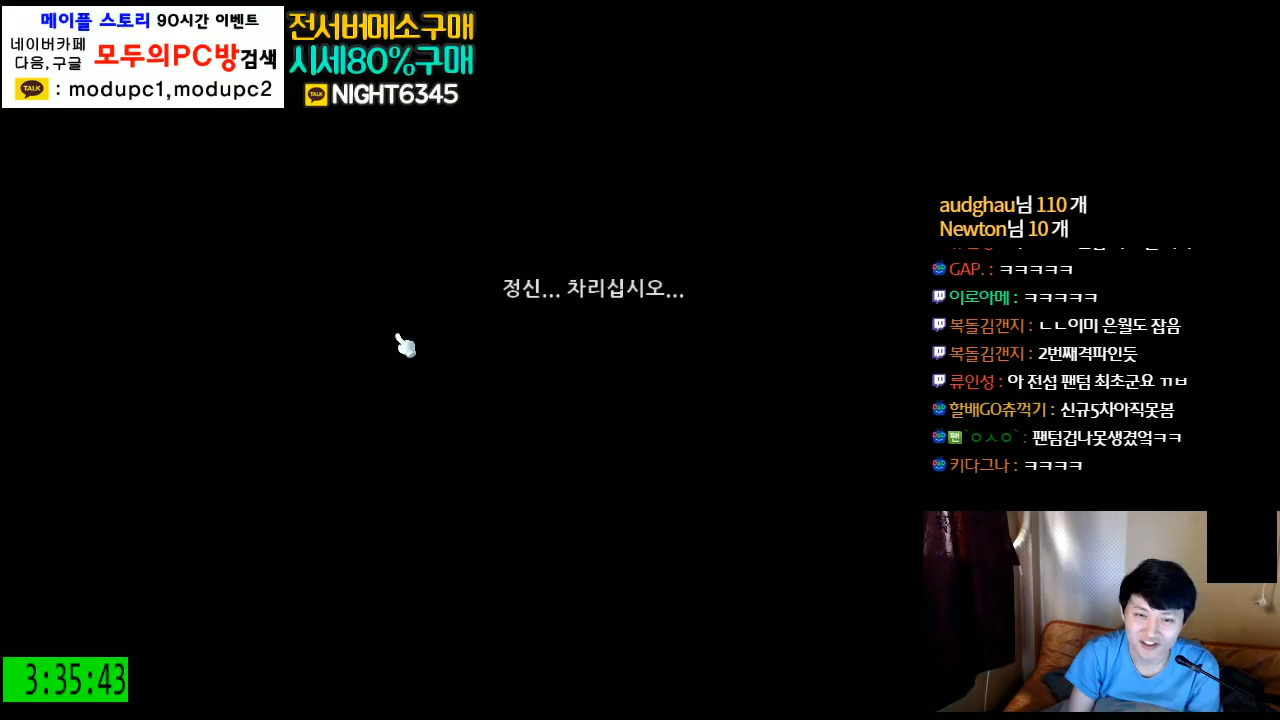 메이플 스토리 90시간 이벤트
네이버카페
다음,구글 모두의PC방검색
TALK : modupc1,modupc2
전서버메소구매
시세80%구매
TALK NIGHT6345
정신... 차리십시오...
audghau님 110 개
Newton님 10 개
GAP. : ㅋㅋㅋㅋㅋ
이로아메 : ㅋㅋㅋㅋㅋ
복돌김갠지 : ㄴㄴ이미 은월도 잡음
복돌김갠지 : 2번째격파인듯
류인성 : 아 전섭 팬텀 최초군요 ㄲㅂ
할배GO츄꺽기 : 신규5차아직못봄
팬 `ㅇㅅㅇ` : 팬텀겁나못생겼엌ㅋㅋ
키다그나 : ㅋㅋㅋㅋ
3:35:43